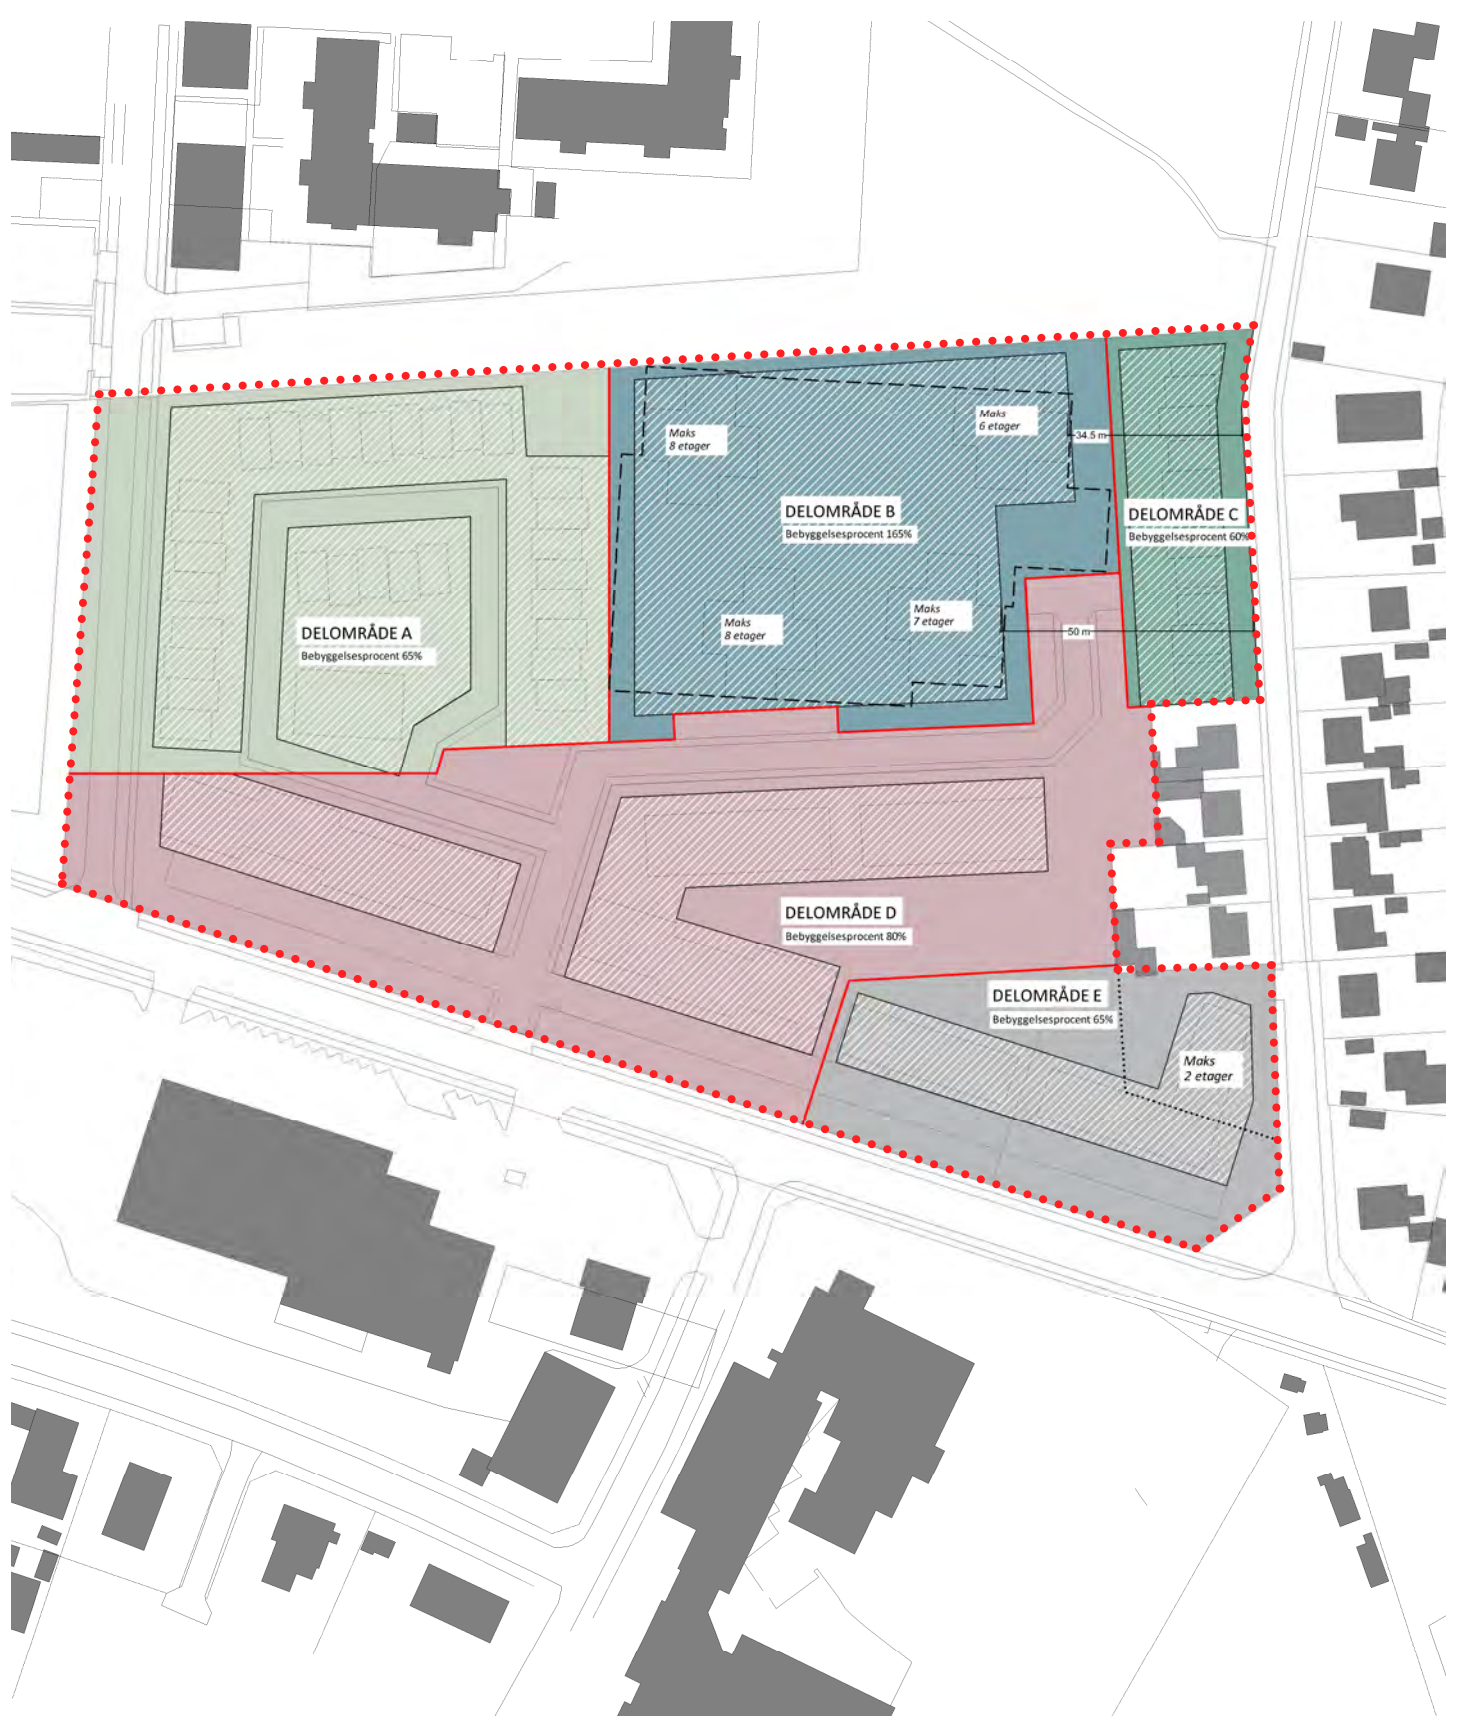 Maks
8 etager
Maks
6 etager
34.5 m
DELOMRÅDE B
Bebyggelsesprocent 165%
DELOMRÅDE C
Bebyggelsesprocent 60%
DELOMRÅDE A
Bebyggelsesprocent 65%
Maks
8 etager
Maks
7 etager
50 m
DELOMRÅDE D
Bebyggelsesprocent 80%
DELOMRÅDE E
Bebyggelsesprocent 65%
Maks
2 etager